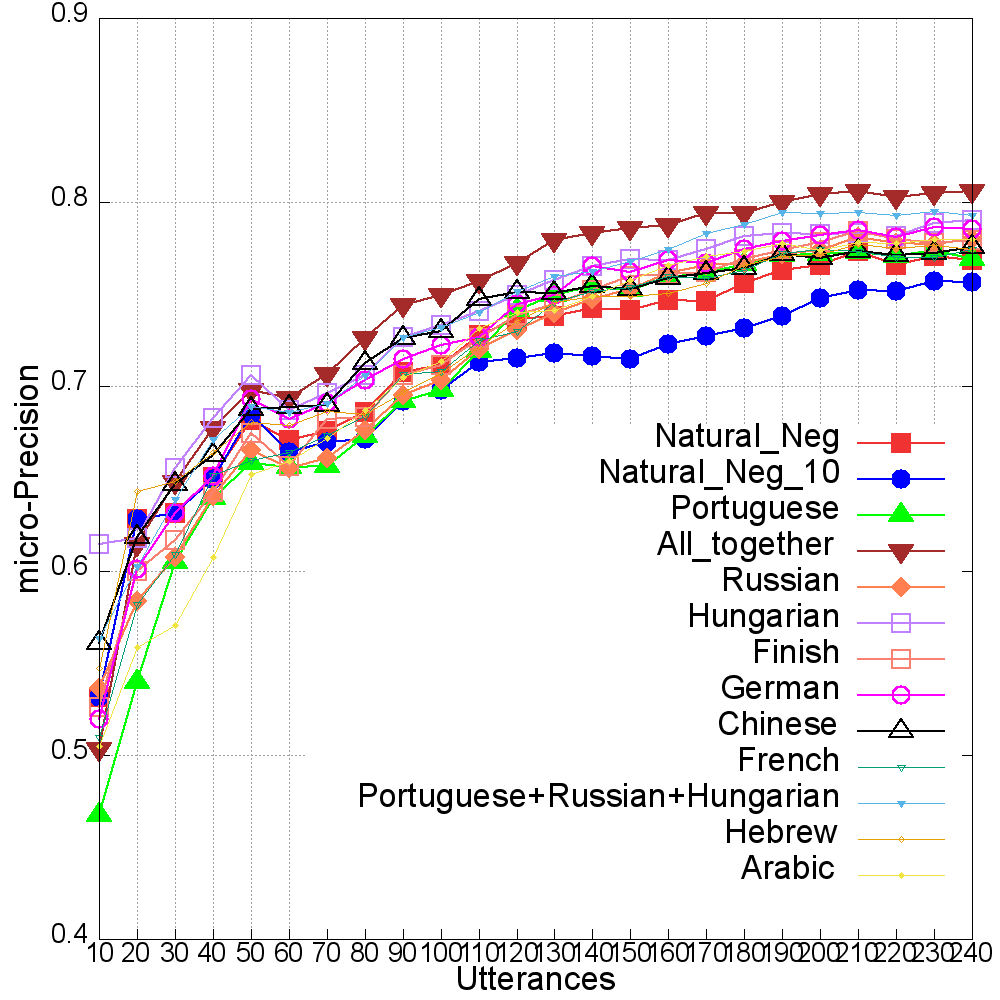 0.9
0.8
0.7
0.6
0.5
0.4
micro-Precision
Natural_Neg
Natural_Neg_10
Portuguese
All_together
Russian
Hungarian
Finish
German
Chinese
French
Portuguese+Russian+Hungarian
Hebrew
Arabic
10 20 30 40 50 60 70 80 90 100 110 120 130 140 150 160 170 180 190 200 210 220 230 240
Utterances